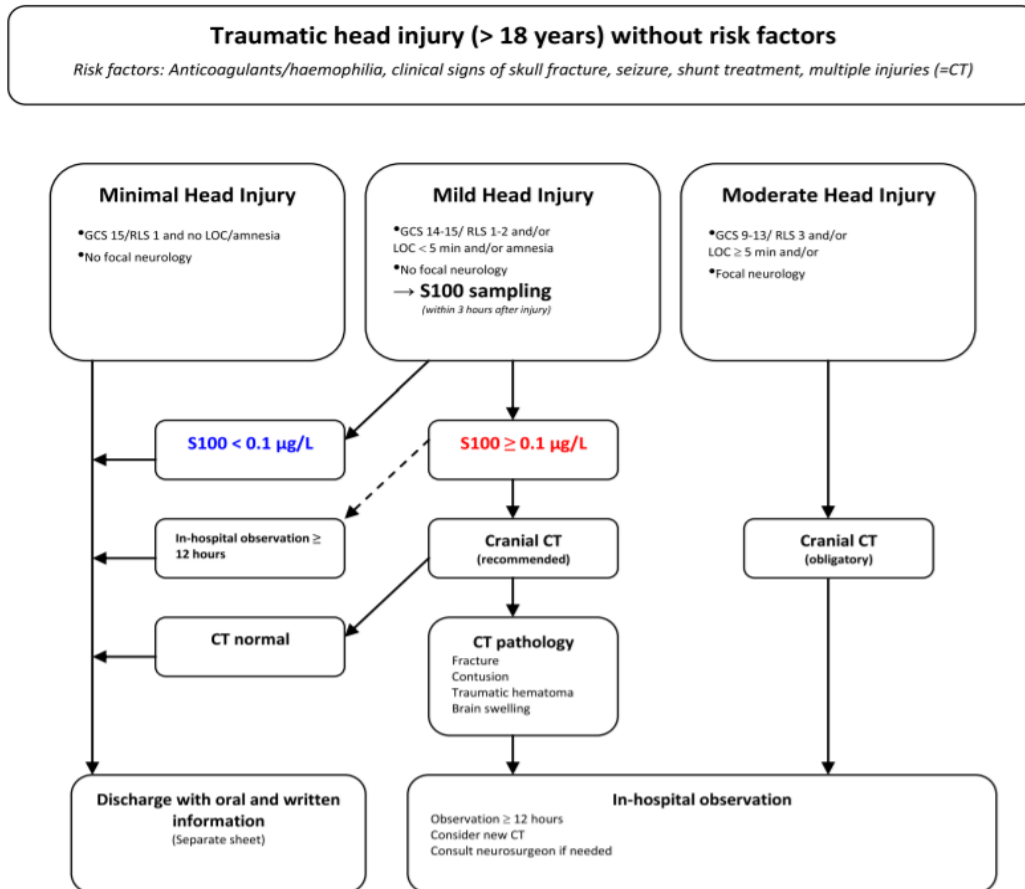 Traumatic head injury (> 18 years) without risk factors
Risk factors: Anticoagulants/haemophilia, clinical signs of skull fracture, seizure, shunt treatment, multiple injuries (=CT)
Minimal Head Injury
•GCS 15/RLS 1 and no LOC/amnesia
•No focal neurology
Mild Head Injury
•GCS 14-15/ RLS 1-2 and/or
LOC < 5 min and/or amnesia
•No focal neurology
→ S100 sampling
(within 3 hours after injury)
Moderate Head Injury
•GCS 9-13/ RLS 3 and/or
LOC ≥ 5 min and/or
•Focal neurology
S100 < 0.1 µg/L
S100 ≥ 0.1 µg/L
In-hospital observation ≥
12 hours
Cranial CT
(recommended)
Cranial CT
(obligatory)
CT normal
CT pathology
Fracture
Contusion
Traumatic hematoma
Brain swelling
Discharge with oral and written
information
(Separate sheet)
In-hospital observation
Observation ≥ 12 hours
Consider new CT
Consult neurosurgeon if needed